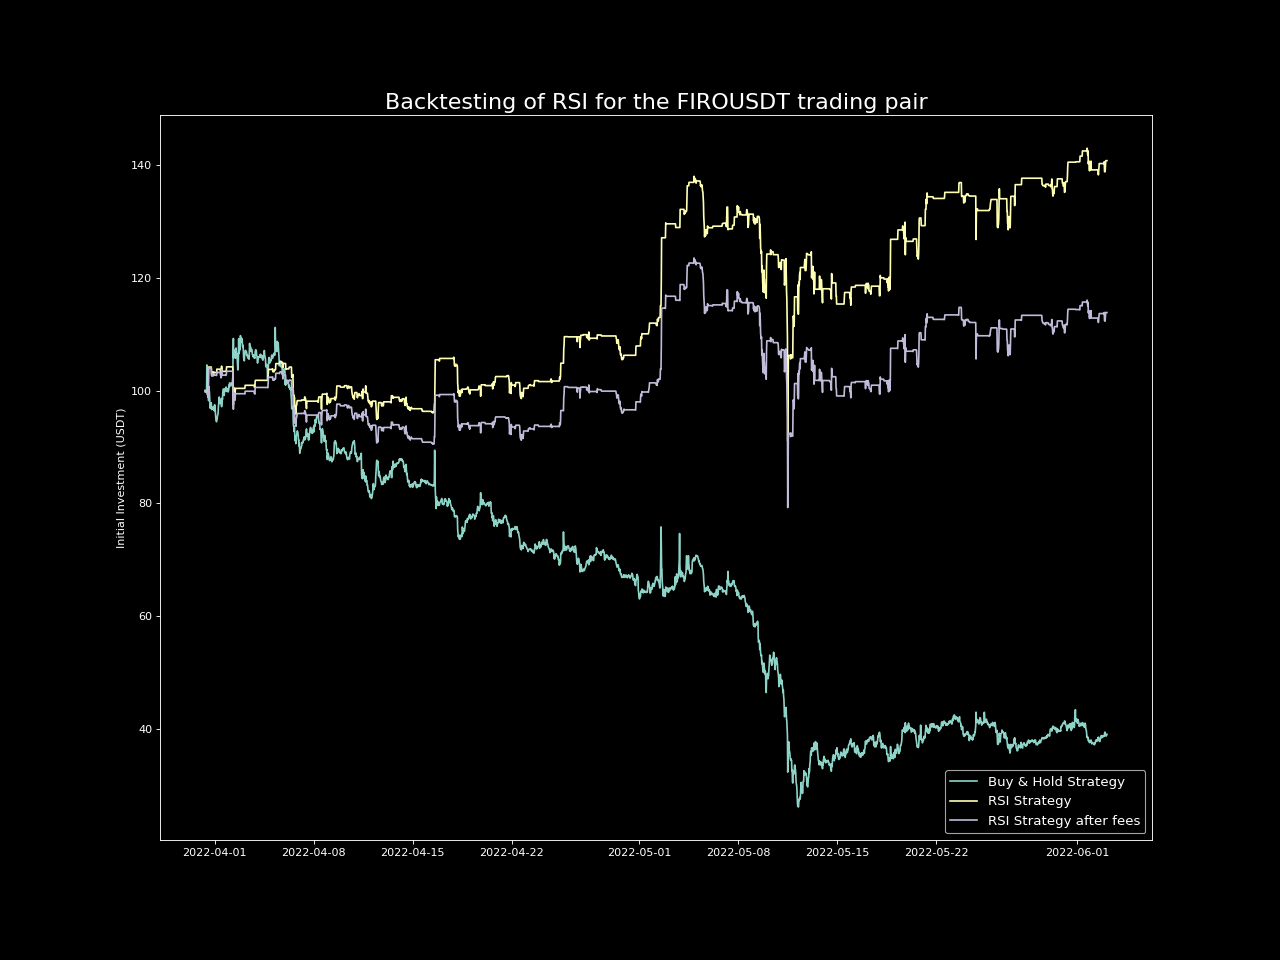 Backtesting of RSI for the FIROUSDT trading pair
Initial Investment (USDT)
140
120
100
80
60
40
2022-04-01 2022-04-08 2022-04-15 2022-04-22 2022-05-01 2022-05-08 2022-05-15 2022-05-22 2022-06-01
Buy & Hold Strategy
RSI Strategy
RSI Strategy after fees